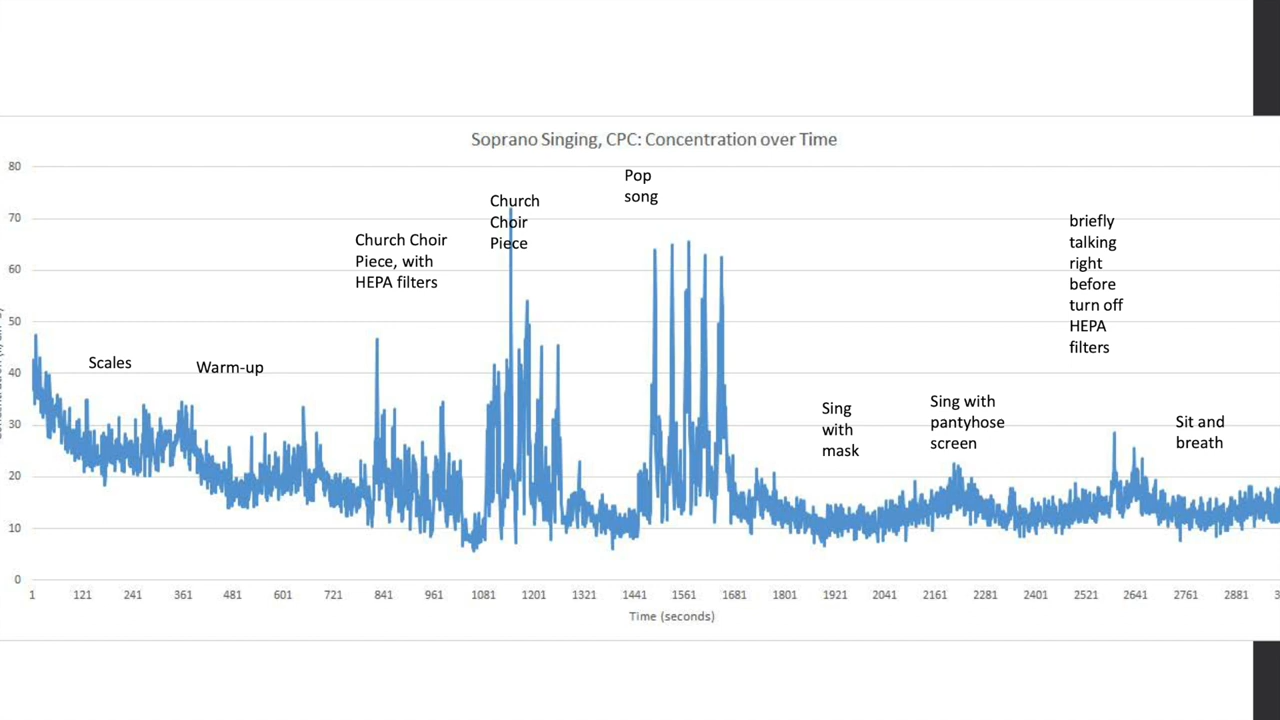 Soprano Singing, CPC: Concentration over Time
80
70
60
50
40
30
20
10
0
Scales
Warm-up
Church Choir
Piece, with
HEPA filters
Church
Choir
Piece
Pop
song
Sing
with
mask
Sing with
pantyhose
screen
briefly
talking
right
before
turn off
HEPA
filters
Sit and
breath
1 121 241 361 481 601 721 841 961 1081 1201 1321 1441 1561 1681 1801 1921 2041 2161 2281 2401 2521 2641 2761 2881
Time (seconds)